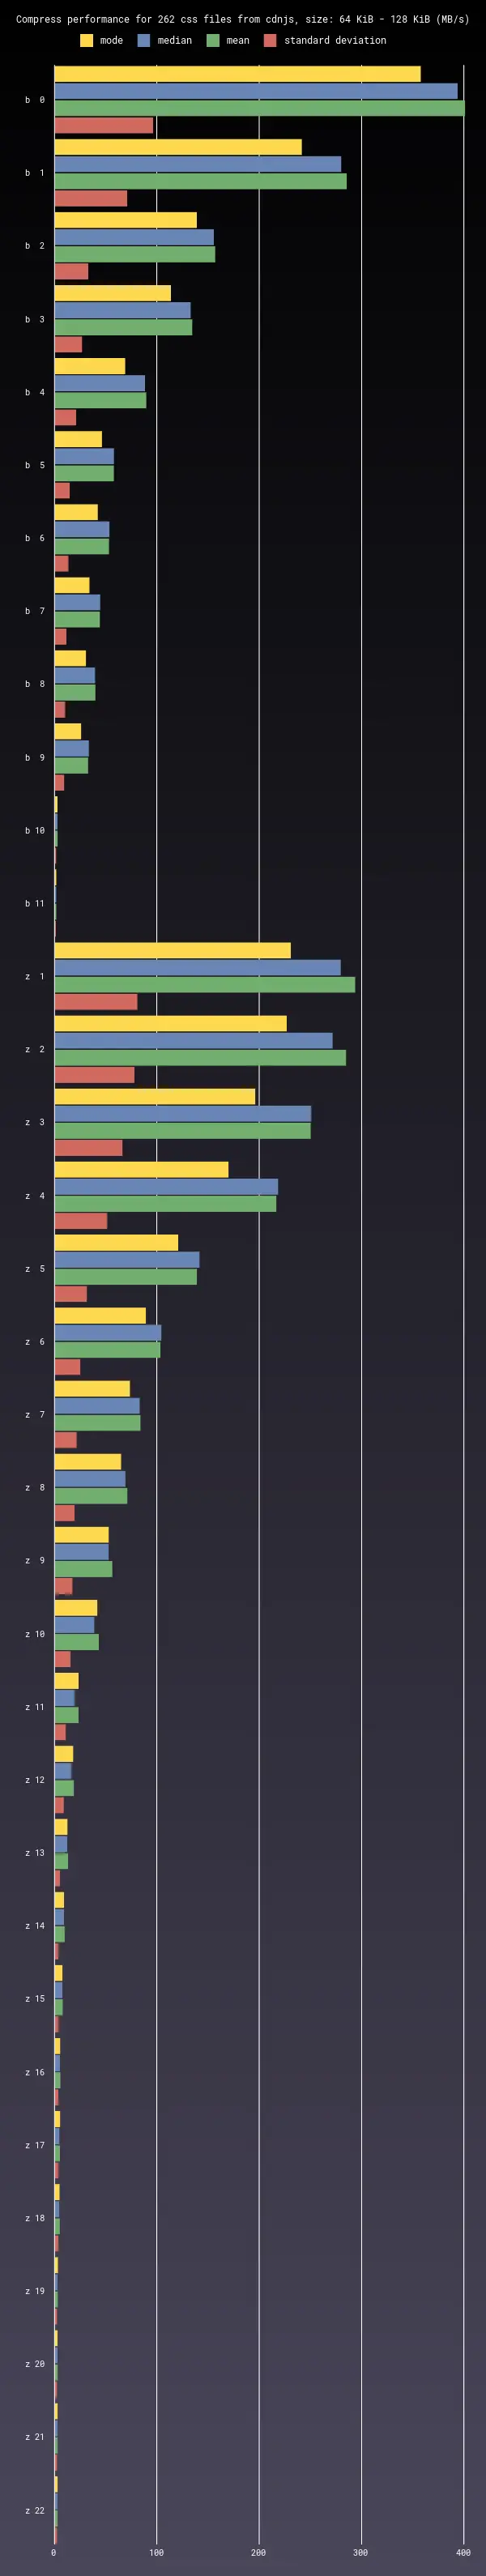 Compress performance for 262 css files from cdnjs, size: 64 KiB - 128 KiB (MB/s)
mode median mean standard deviation
b 0
b 1
b 2
b 3
b 4
b 5
b 6
b 7
b 8
b 9
b 10
b 11
z 1
z 2
z 3
z 4
z 5
z 6
z 7
z 8
z 9
z 10
z 11
z 12
z 13
z 14
z 15
z 16
z 17
z 18
z 19
z 20
z 21
z 22
0 100 200 300 400